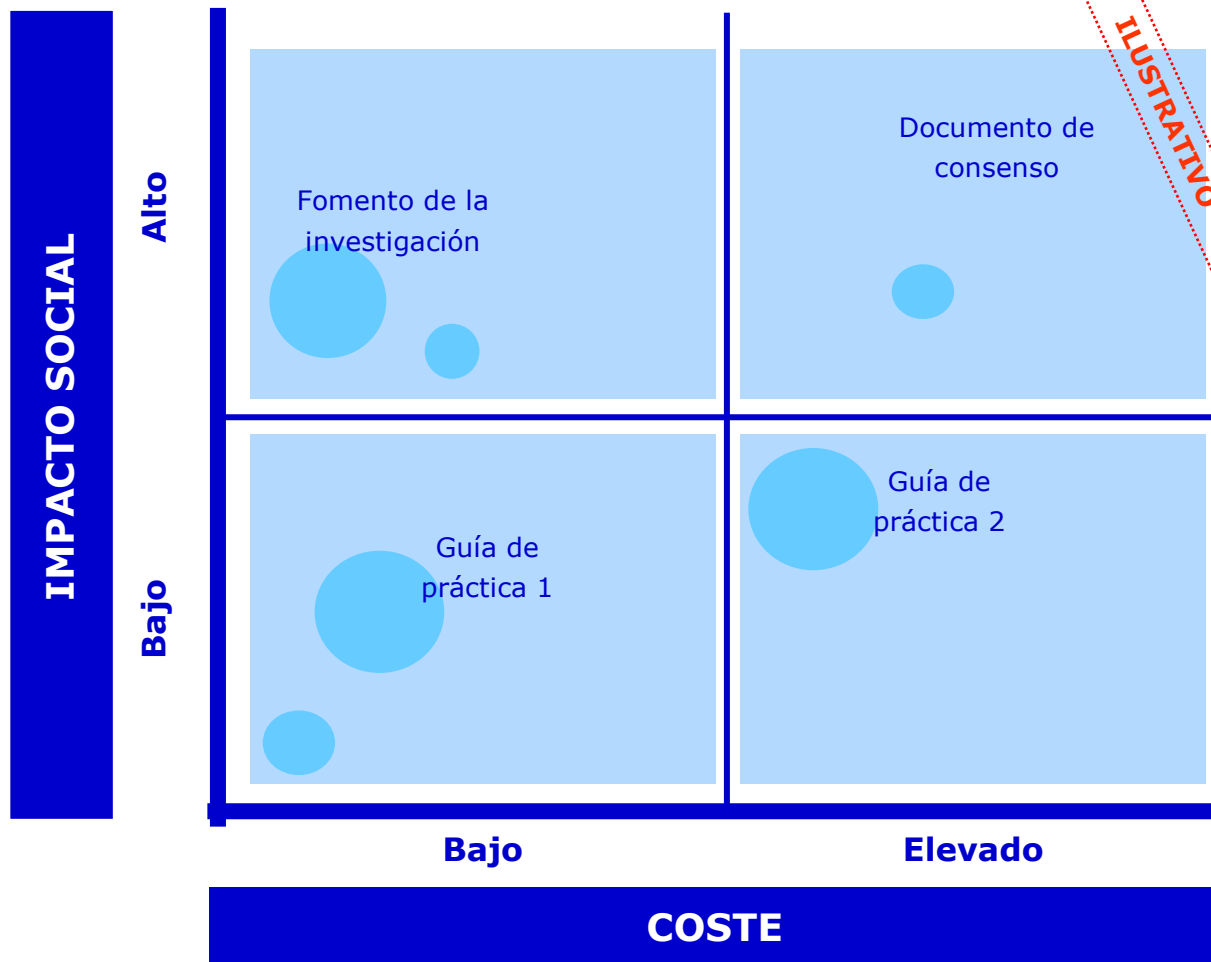 ILUSTRATIVO
IMPACTO SOCIAL
Alto
Bajo
Fomento de la
investigación
Documento de
consenso
Guía de
práctica 1
Guía de
práctica 2
Bajo
Elevado
COSTE